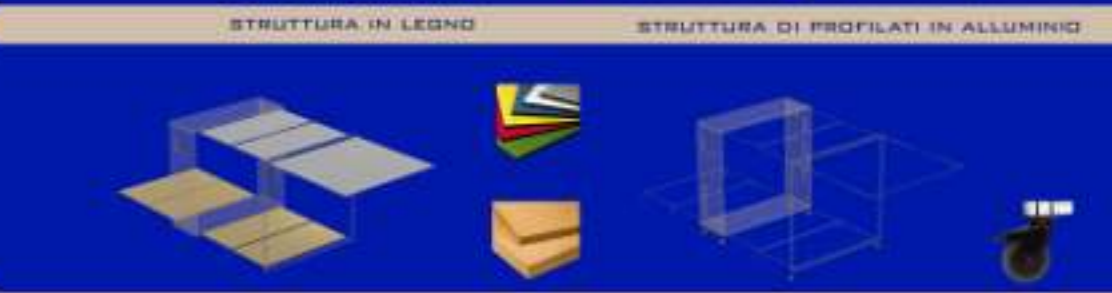 STRUTTURA IN LEGNO
STRUTTURA DI PROFILATI IN ALLUMINIO